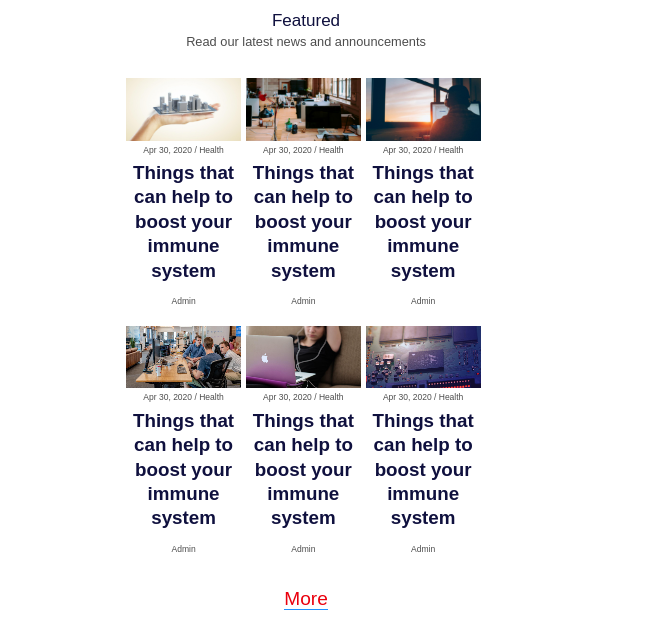 Featured
Read our latest news and announcements
Apr 30, 2020 / Health
Things that
can help to
boost your
immune
system
Admin
Apr 30, 2020 / Health
Things that
can help to
boost your
immune
system
Admin
Apr 30, 2020 / Health
Things that
can help to
boost your
immune
system
Admin
Apr 30, 2020 / Health
Things that
can help to
boost your
immune
system
Admin
Apr 30, 2020 / Health
Things that
can help to
boost your
immune
system
Admin
Apr 30, 2020 / Health
Things that
can help to
boost your
immune
system
Admin
More